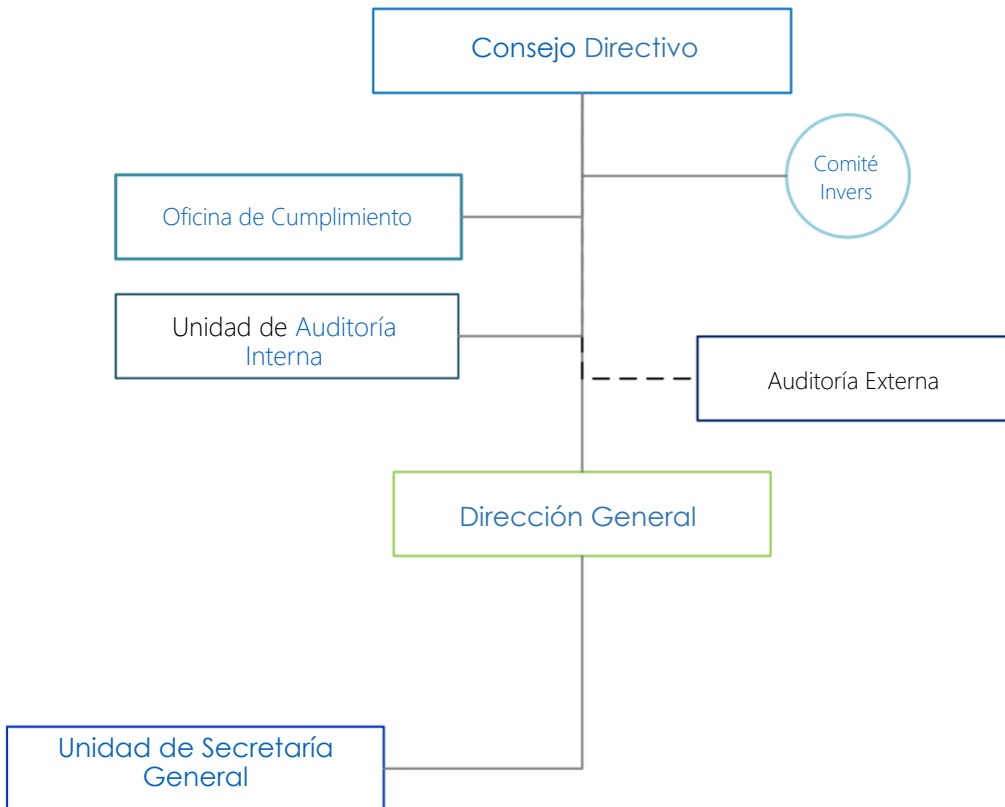 Consejo Directivo
Comité
Invers
Oficina de Cumplimiento
Unidad de Auditoría
Interna
Auditoría Externa
Dirección General
Unidad de Secretaría
General